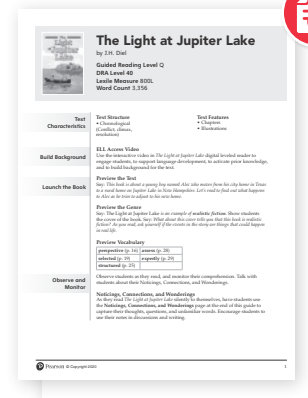 The Light at Jupiter Lake
by J.H. Diel
Guided Reading Level Q
DRA Level 40
Lexile Measure 800L
Word Count 3,356
The
Light
at
Jupiter
Lake
Text
Characteristics
Text Structure
• Chronological
(Conflict, climax,
resolution)
Text Features
• Chapters
• Illustrations
Build Background
ELL Access Video
Use the interactive video in The Light at Jupiter Lake digital leveled reader to
engage students, to support language development, to activate prior knowledge,
and to build background for the text.
Launch the Book
Preview the Text
Say: This book is about a young boy named Alec who moves from his city home in Texas
to a rural home on Jupiter Lake in New Hampshire. Let's read to find out what happens
to Alec as he tries to adjust to his new home.
Preview the Genre
Say: The Light at Jupiter Lake is an example of realistic fiction. Show students
the cover of the book. Say: What about this cover tells you that this book is realistic
fiction? As you read, ask yourself if the events in the story are things that could happen
in real life.
Preview Vocabulary
perspective (p. 16) assess (p. 28)
selected (p. 19) expertly (p. 29)
structured (p. 25)
Observe and
Monitor
Observe students as they read, and monitor their comprehension. Talk with
students about their Noticings, Connections, and Wonderings.
Noticings, Connections, and Wonderings
As they read The Light at Jupiter Lake silently to themselves, have students use
the Noticings, Connections, and Wonderings page at the end of this guide to
capture their thoughts, questions, and unfamiliar words. Encourage students to
use their notes in discussions and writing.
Pearson © Copyright 2020
1